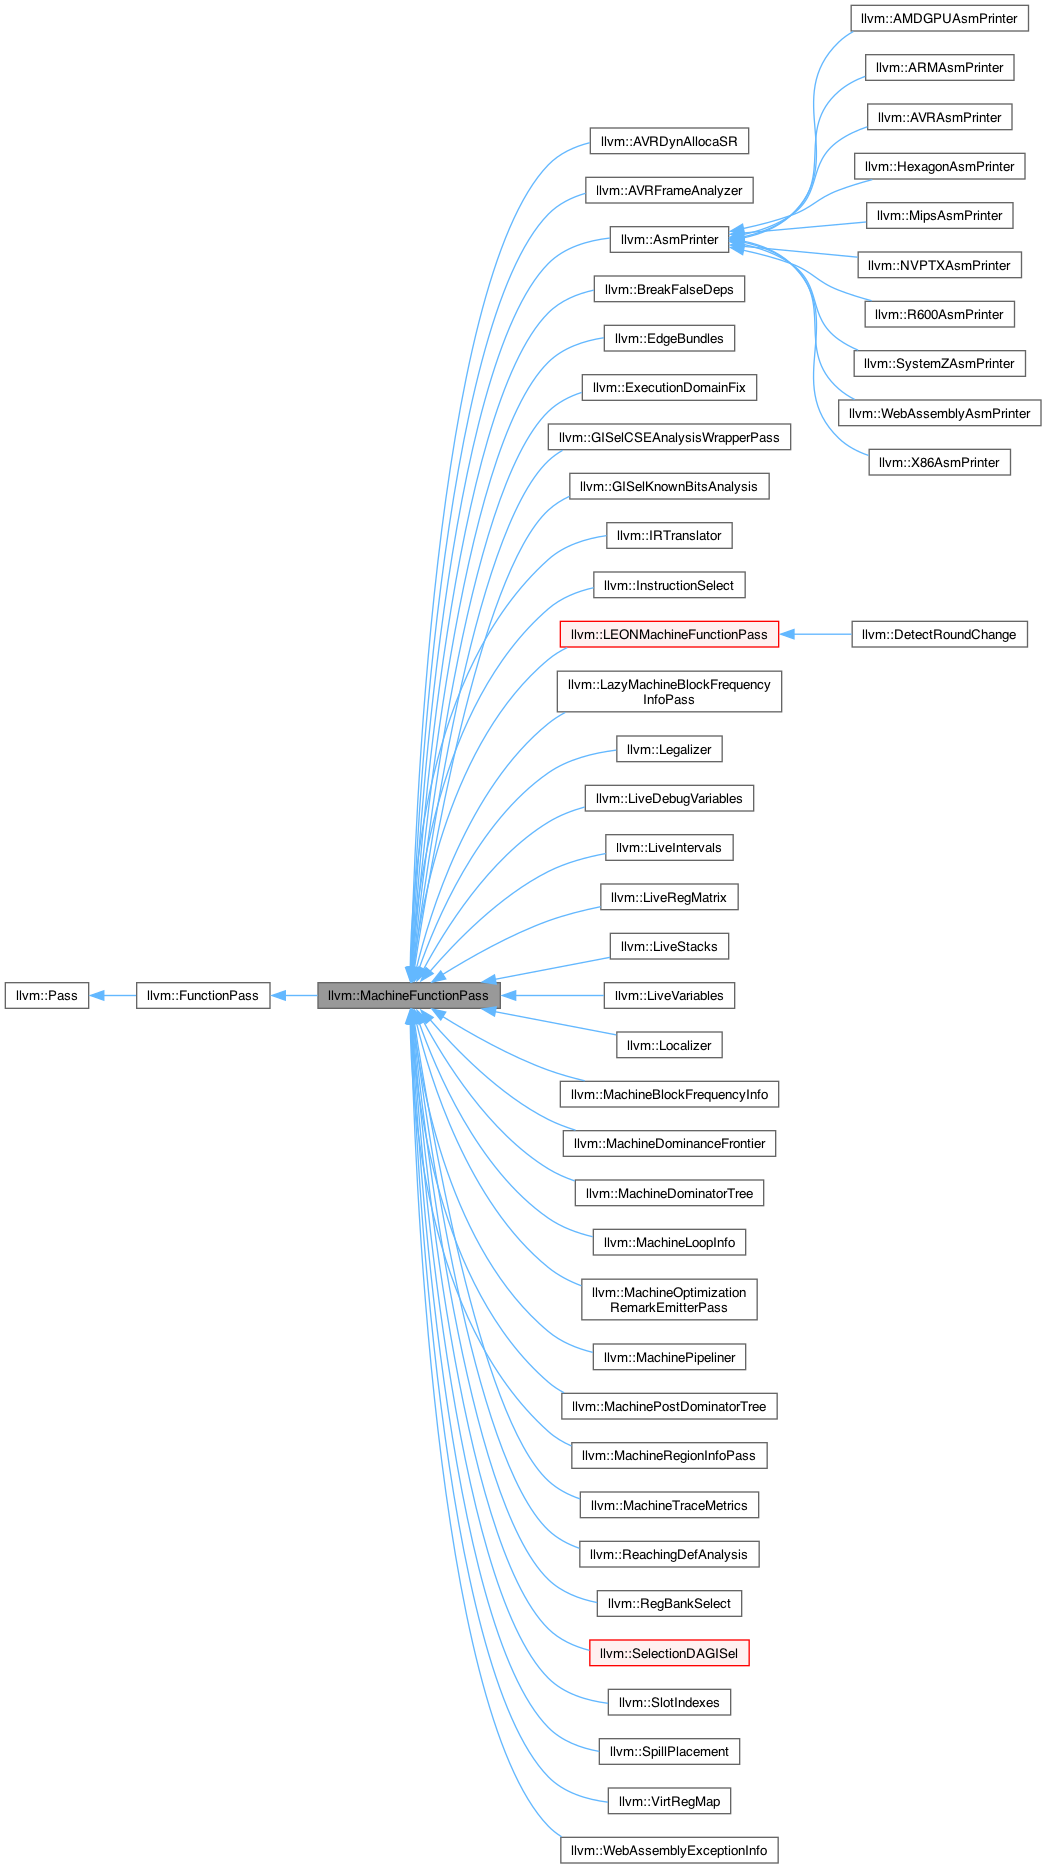 llvm::Pass
llvm::FunctionPass
llvm::MachineFunctionPass
llvm::AVRDynAllocaSR
llvm::AVRFrameAnalyzer
llvm::AsmPrinter
llvm::BreakFalseDeps
llvm::EdgeBundles
llvm::ExecutionDomainFix
llvm::GISelCSEAnalysisWrapperPass
llvm::GISelKnownBitsAnalysis
llvm::IRTranslator
llvm::InstructionSelect
llvm::LEONMachineFunctionPass
llvm::LazyMachineBlockFrequency
InfoPass
llvm::Legalizer
llvm::LiveDebugVariables
llvm::LiveIntervals
llvm::LiveRegMatrix
llvm::LiveStacks
llvm::LiveVariables
llvm::Localizer
llvm::MachineBlockFrequencyInfo
llvm::MachineDominanceFrontier
llvm::MachineDominatorTree
llvm::MachineLoopInfo
llvm::MachineOptimization
RemarkEmitterPass
llvm::MachinePipeliner
llvm::MachinePostDominatorTree
llvm::MachineRegionInfoPass
llvm::MachineTraceMetrics
llvm::ReachingDefAnalysis
llvm::RegBankSelect
llvm::SelectionDAGISel
llvm::SlotIndexes
llvm::SpillPlacement
llvm::VirtRegMap
llvm::WebAssemblyExceptionInfo
llvm::AMDGPUAsmPrinter
llvm::ARMAsmPrinter
llvm::AVRAsmPrinter
llvm::HexagonAsmPrinter
llvm::MipsAsmPrinter
llvm::NVPTXAsmPrinter
llvm::R600AsmPrinter
llvm::SystemZAsmPrinter
llvm::WebAssemblyAsmPrinter
llvm::X86AsmPrinter
llvm::DetectRoundChange